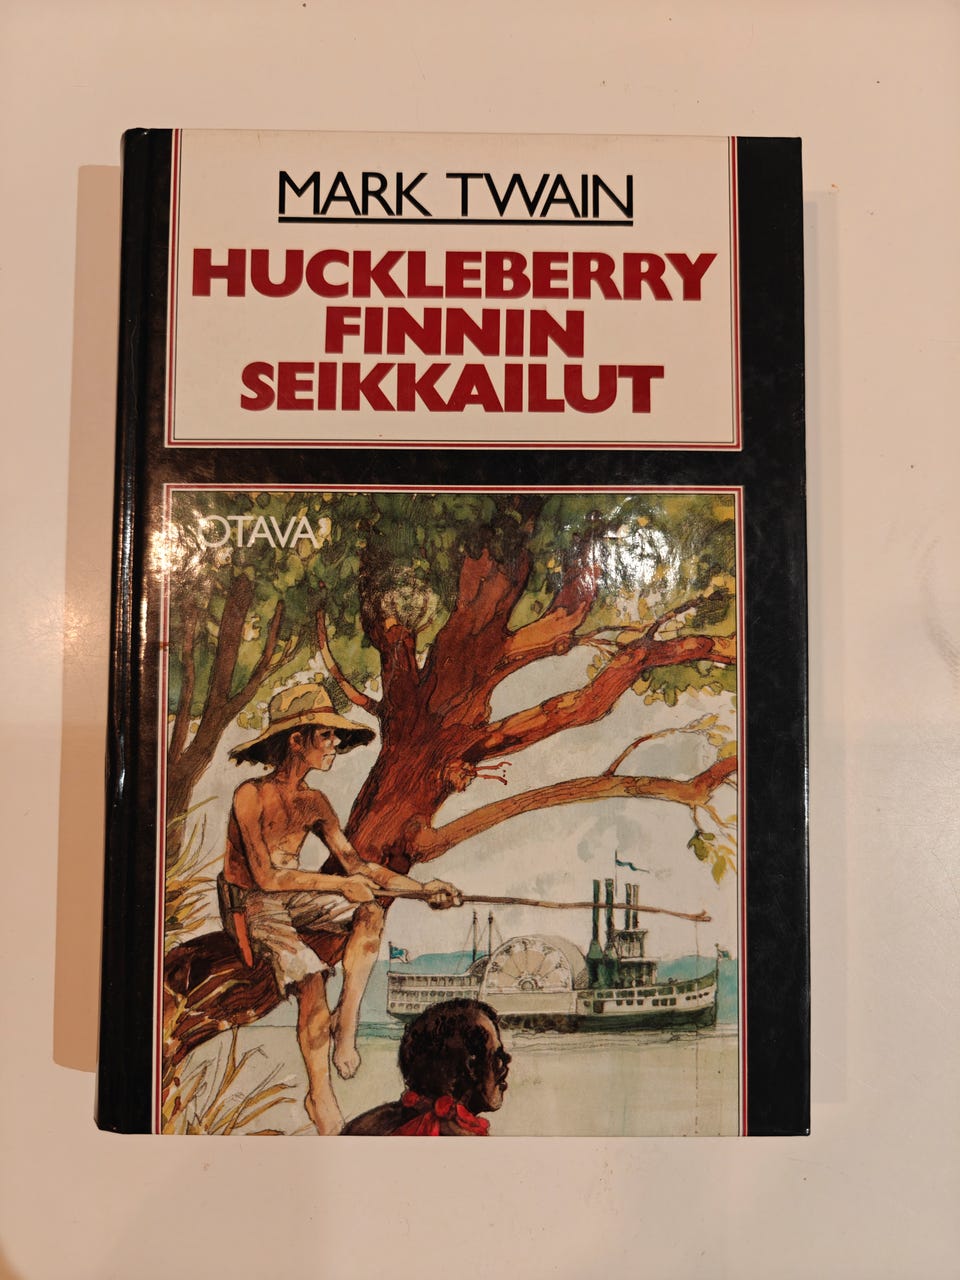 MARK TWAIN
HUCKLEBERRY
FINNIN
SEIKKAILUT
OTAVA